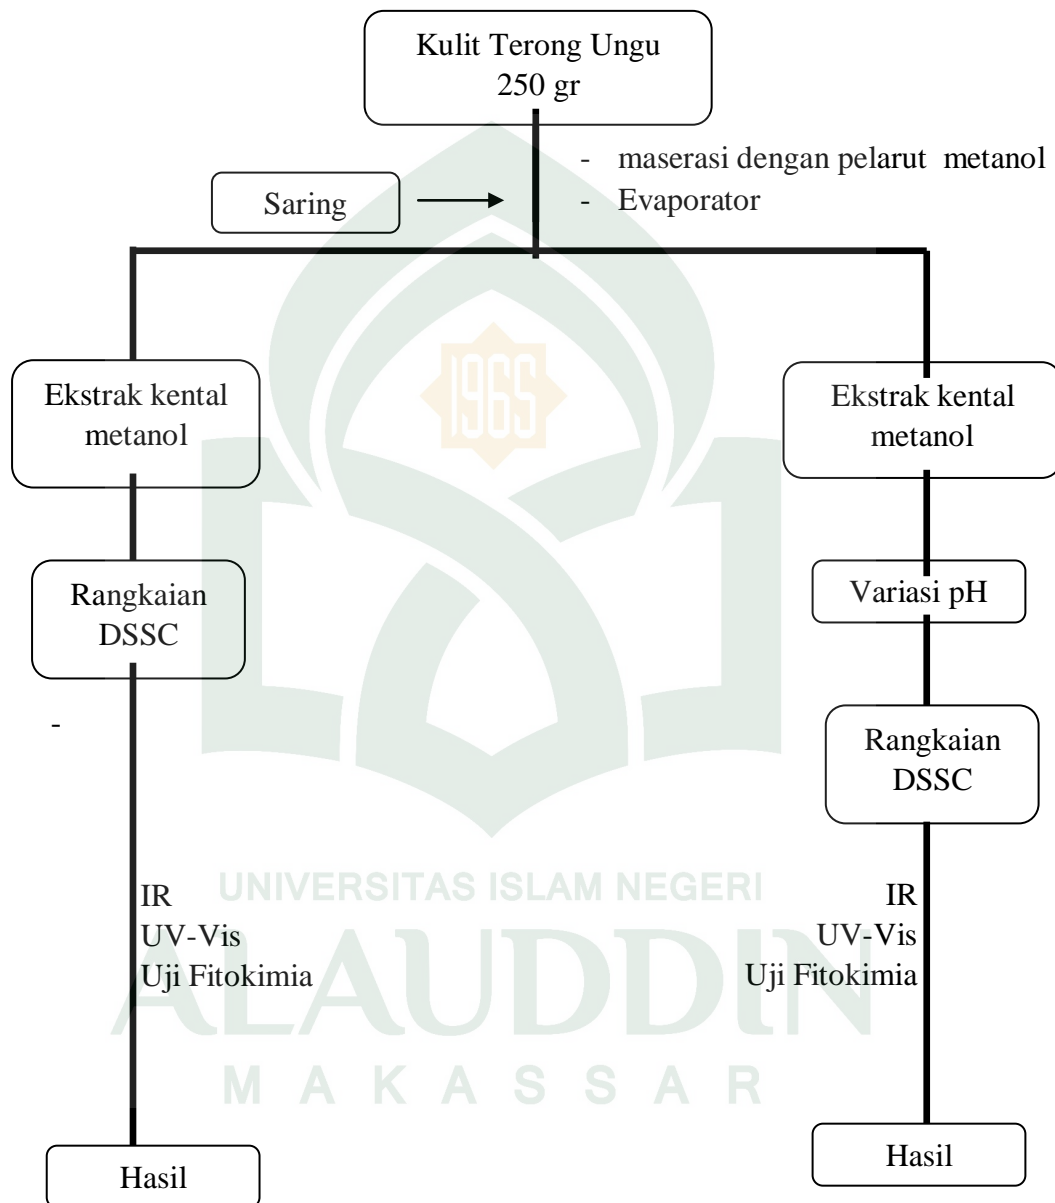 Kulit Terong Ungu
250 gr
- maserasi dengan pelarut metanol
- Evaporator
Saring
1965
Ekstrak kental
metanol
Ekstrak kental
metanol
Rangkaian
DSSC
Variasi pH
-
Rangkaian
DSSC
UNIVERSITAS ISLAM NEGERI
ALAUDDIN
MAKASSAR
IR
UV-Vis
Uji Fitokimia
IR
UV-Vis
Uji Fitokimia
Hasil
Hasil